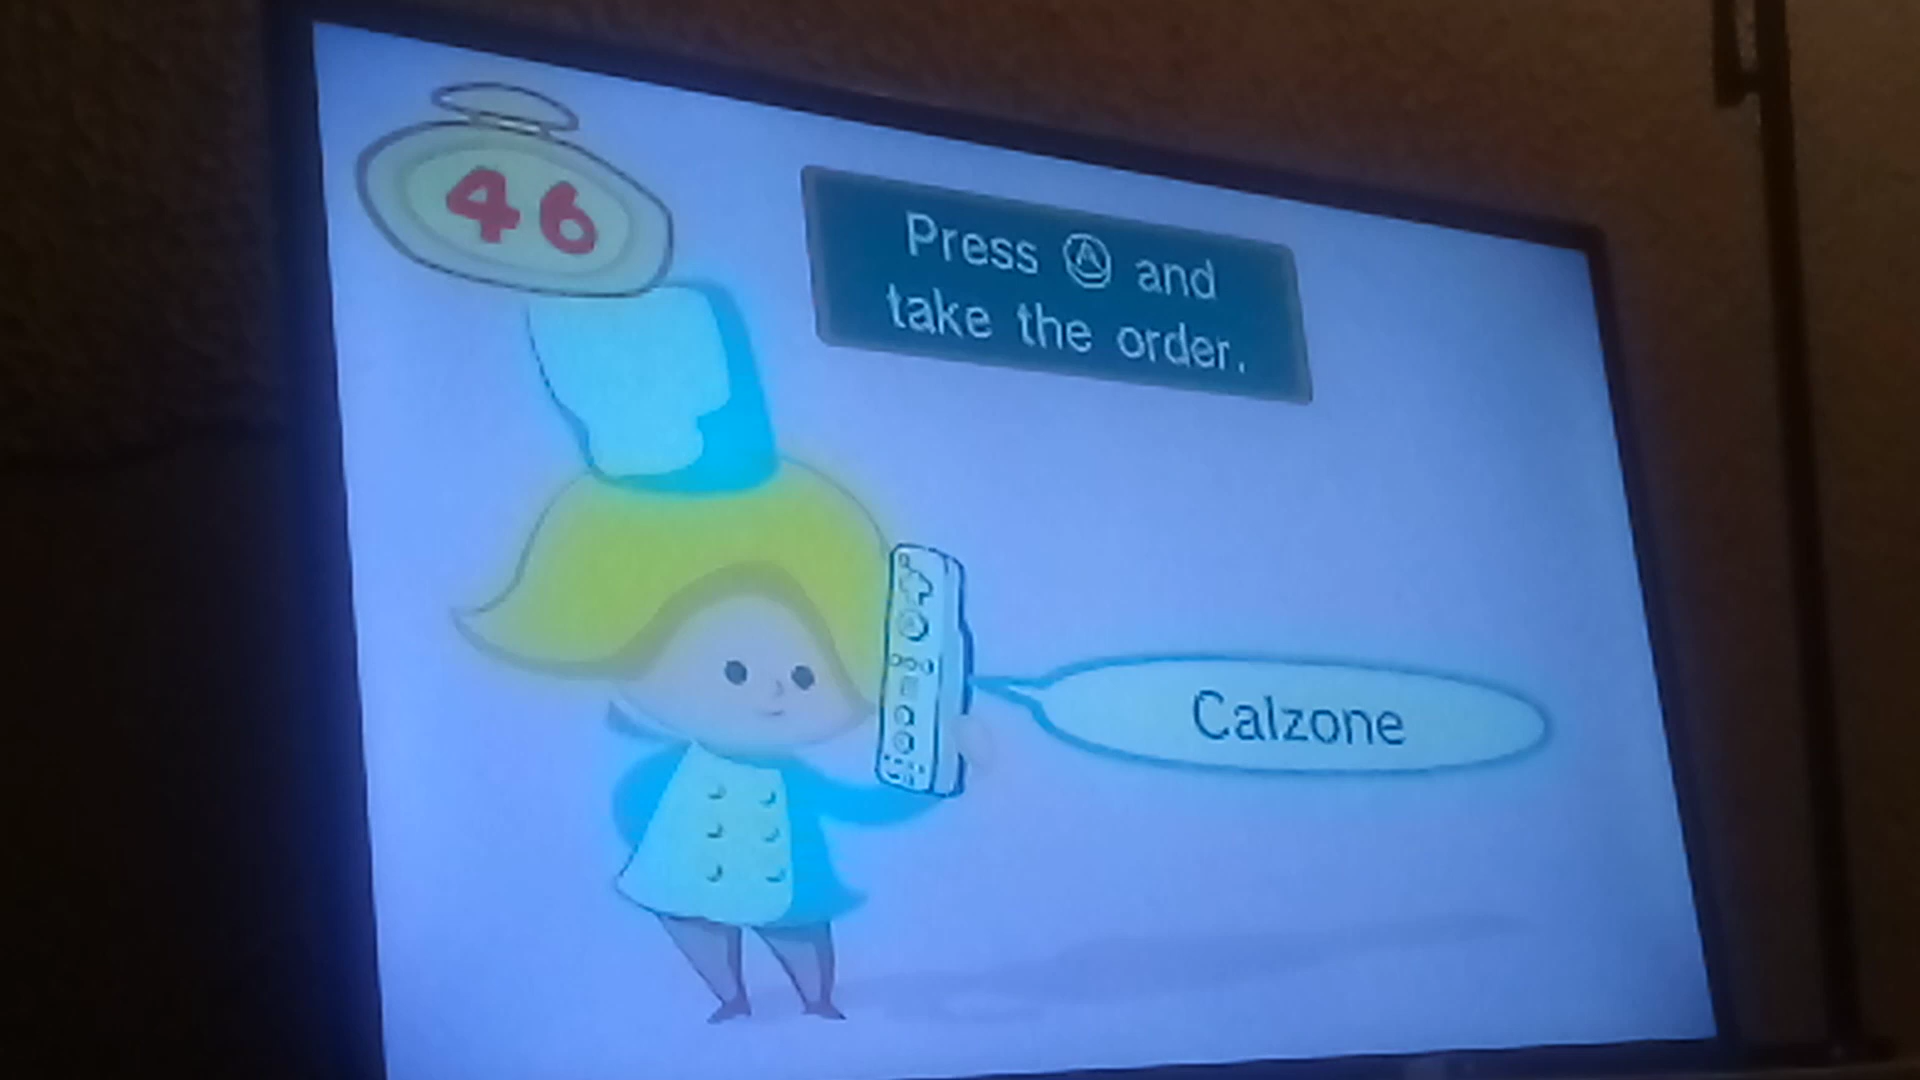 46
Press Ⓐ and
take the order.
Calzone